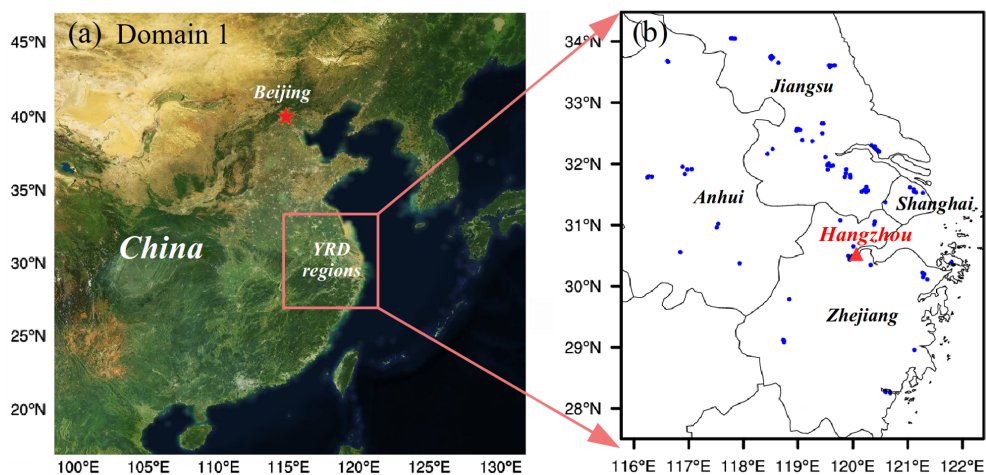 (a) Domain 1
45°N
40°N
35°N
30°N
25°N
20°N
100°E
105°E
110°E
115°E
120°E
125°E
130°E
Beijing
China
YRD
regions
(b)
34°N
33°N
32°N
31°N
30°N
29°N
28°N
116°E
117°E
118°E
119°E
120°E
121°E
122°E
Jiangsu
Anhui
Shanghai
Hangzhou
Zhejiang